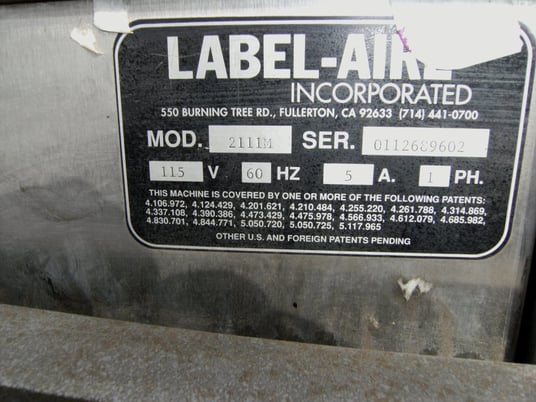 LABEL-AIRE
INCORPORATED
550 BURNING TREE RD., FULLERTON, CA 92633 (714) 441-0700
MOD. 2111M SER. 0112689602
115 V 60 HZ 5 A. 1 PH.
THIS MACHINE IS COVERED BY ONE OR MORE OF THE FOLLOWING PATENTS:
4.106.972, 4.124.429, 4.201.621, 4.210.484, 4.255.220, 4.261.788, 4.314.869,
4.337.108, 4.390.386, 4.473.429, 4.475.978, 4.566.933, 4.612.079, 4.685.982,
4.830.701, 4.844.771, 5.050.720, 5.050.725, 5.117.965
OTHER U.S. AND FOREIGN PATENTS PENDING